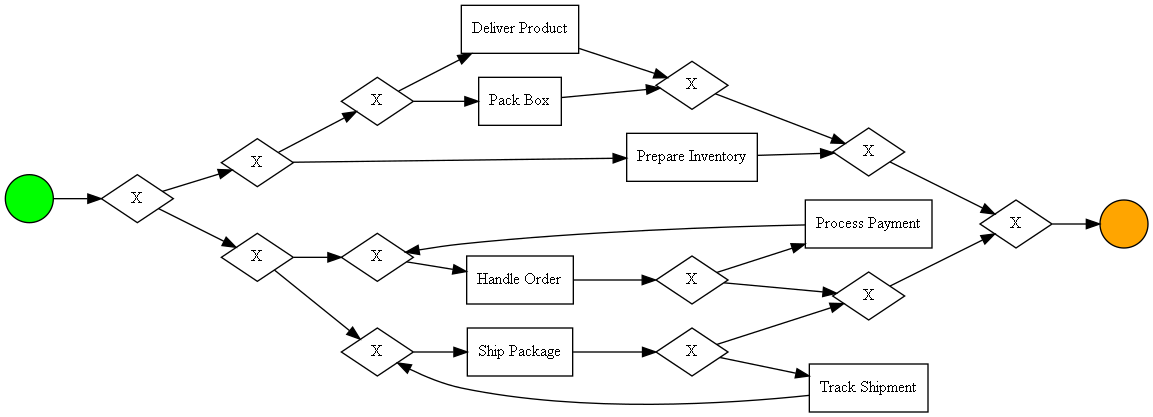 Deliver Product
X
X
Pack Box
X
X
Prepare Inventory
X
X
Process Payment
X
X
X
Handle Order
X
X
X
Ship Package
X
Track Shipment